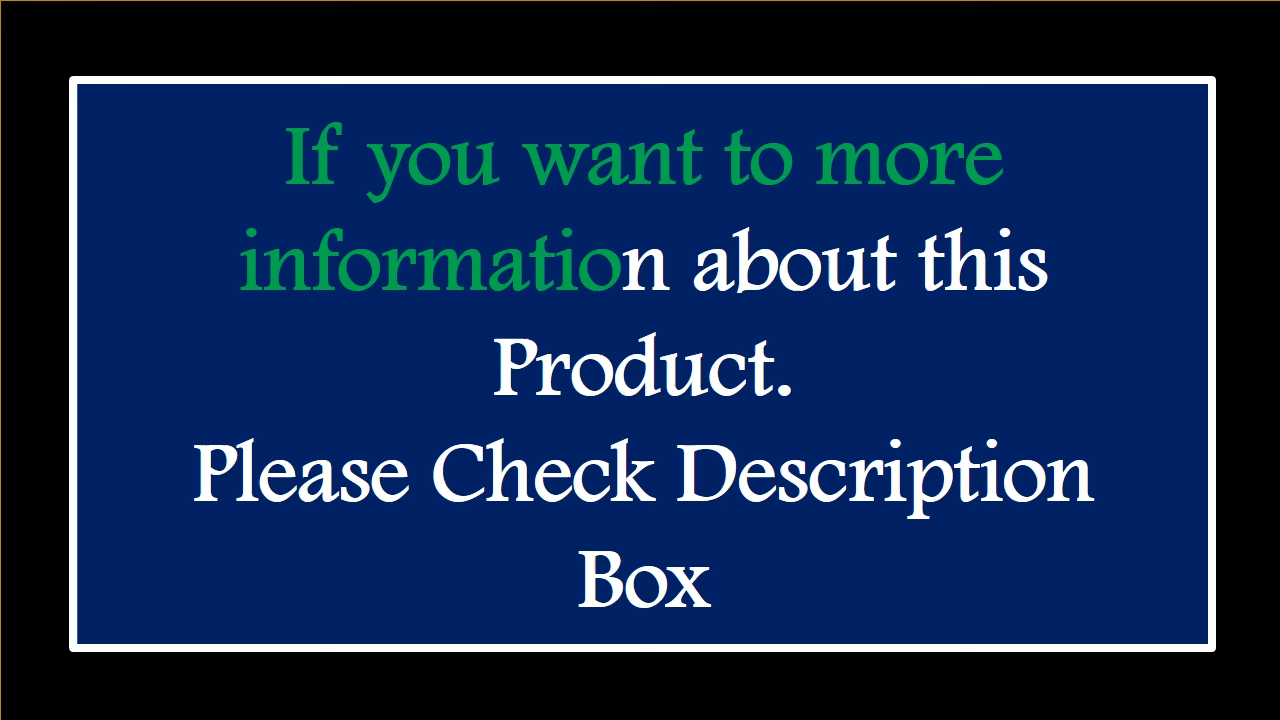 If you want to more
information about this
Product.
Please Check Description
Box